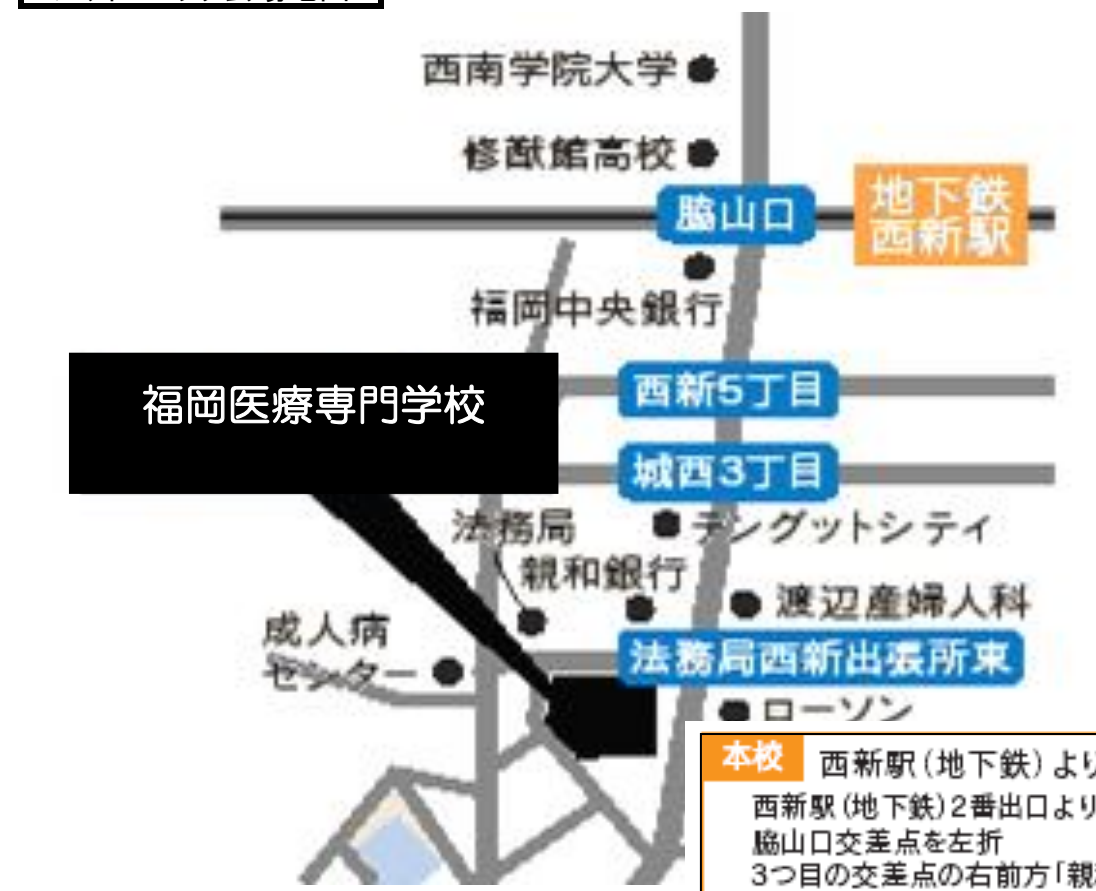 西南学院大学
修猷館高校
脇山口
地下鉄
西新駅
福岡中央銀行
西新5丁目
福岡医療専門学校
城西3丁目
法務局
テングッドシティ
親和銀行
渡辺産婦人科
成人病
センター
法務局西新出張所東
ローソン
本校 西新駅(地下鉄)より
西新駅(地下鉄)2番出口より
脇山口交差点を左折
3つ目の交差点の右前方「親